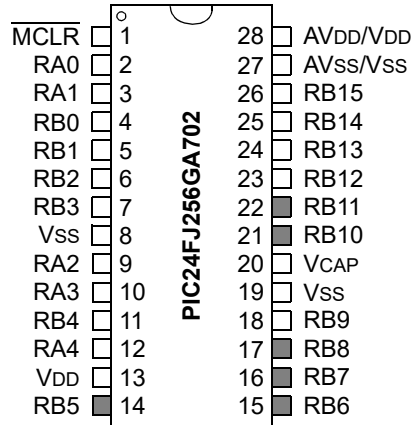 MCLR 1 28 AVDD/VDD
RA0 2 27 AVSS/VSS
RA1 3 26 RB15
RB0 4 25 RB14
RB1 5 24 RB13
RB2 6 23 RB12
RB3 7 22 RB11
VSS 8 21 RB10
RA2 9 20 VCAP
RA3 10 19 VSS
RB4 11 18 RB9
RA4 12 17 RB8
VDD 13 16 RB7
RB5 14 15 RB6
PIC24FJ256GA702